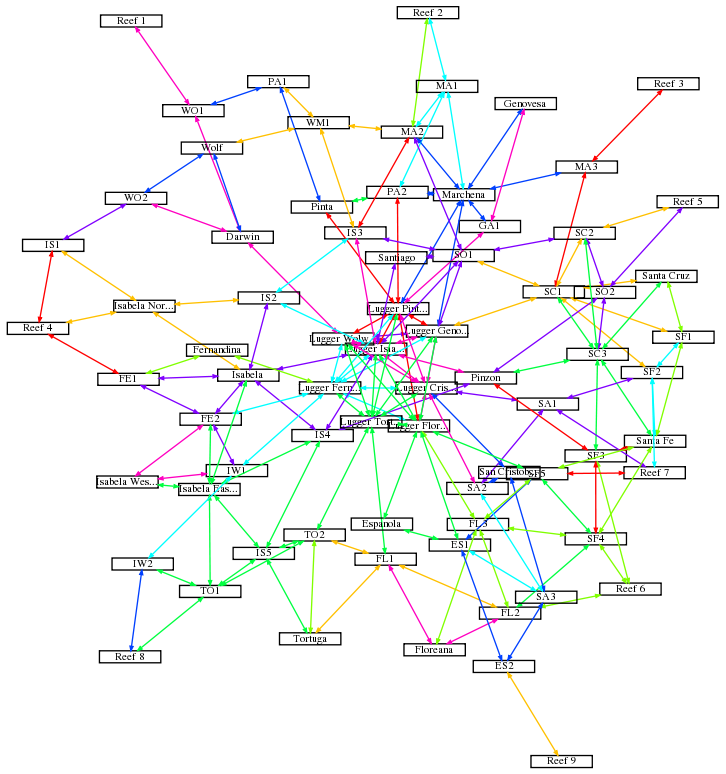 Reef 2
Reef 1
PA1
MA1
Reef 3
Genovesa
WO1
WM1
MA2
Wolf
MA3
PA2
Marchena
WO2
Pinta
Reef 5
GA1
IS3
SC2
Darwin
IS1
Santiago
SO1
Santa Cruz
SC1
SO2
IS2
Isabela Nor...
Lugger Pint...
Reef 4
Lugger Geno...
SF1
Lugger Wolw
Lugger Isla...
Fernandina
SC3
SF2
FE1
Isabela
Pinzon
Lugger Fern...
Lugger Cris...
SA1
FE2
Lugger Tort...
Lugger Flor...
IS4
Santa Fe
SF3
IW1
San Cristob...
SF5
Reef 7
Isabela Wes...
Isabela Eas...
SA2
Espanola
FL3
TO2
SF4
ES1
IS5
FL1
IW2
TO1
Reef 6
SA3
FL2
Tortuga
Floreana
Reef 8
ES2
Reef 9